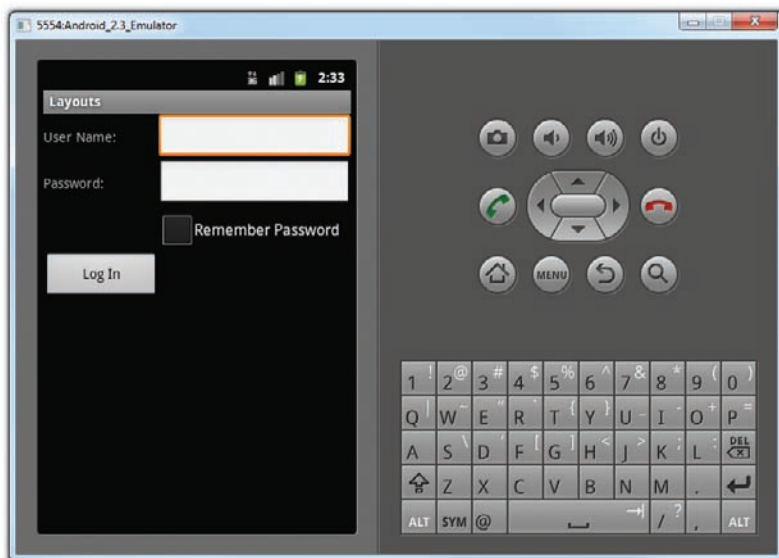 5554:Android_2.3_Emulator
3G 2:33
Layouts
User Name:
Password:
Remember Password
Log In
MENU
1 ! 2 @ 3 # 4 $ 5 % 6 ^ 7 & 8 * 9 ( 0 )
Q | W ~ E " R ` T { Y } U _ I - O + P =
A S \ D ' F [ G ] H < J > K ; L : DEL
Z X C V B N M .
ALT SYM @ / ? , ALT